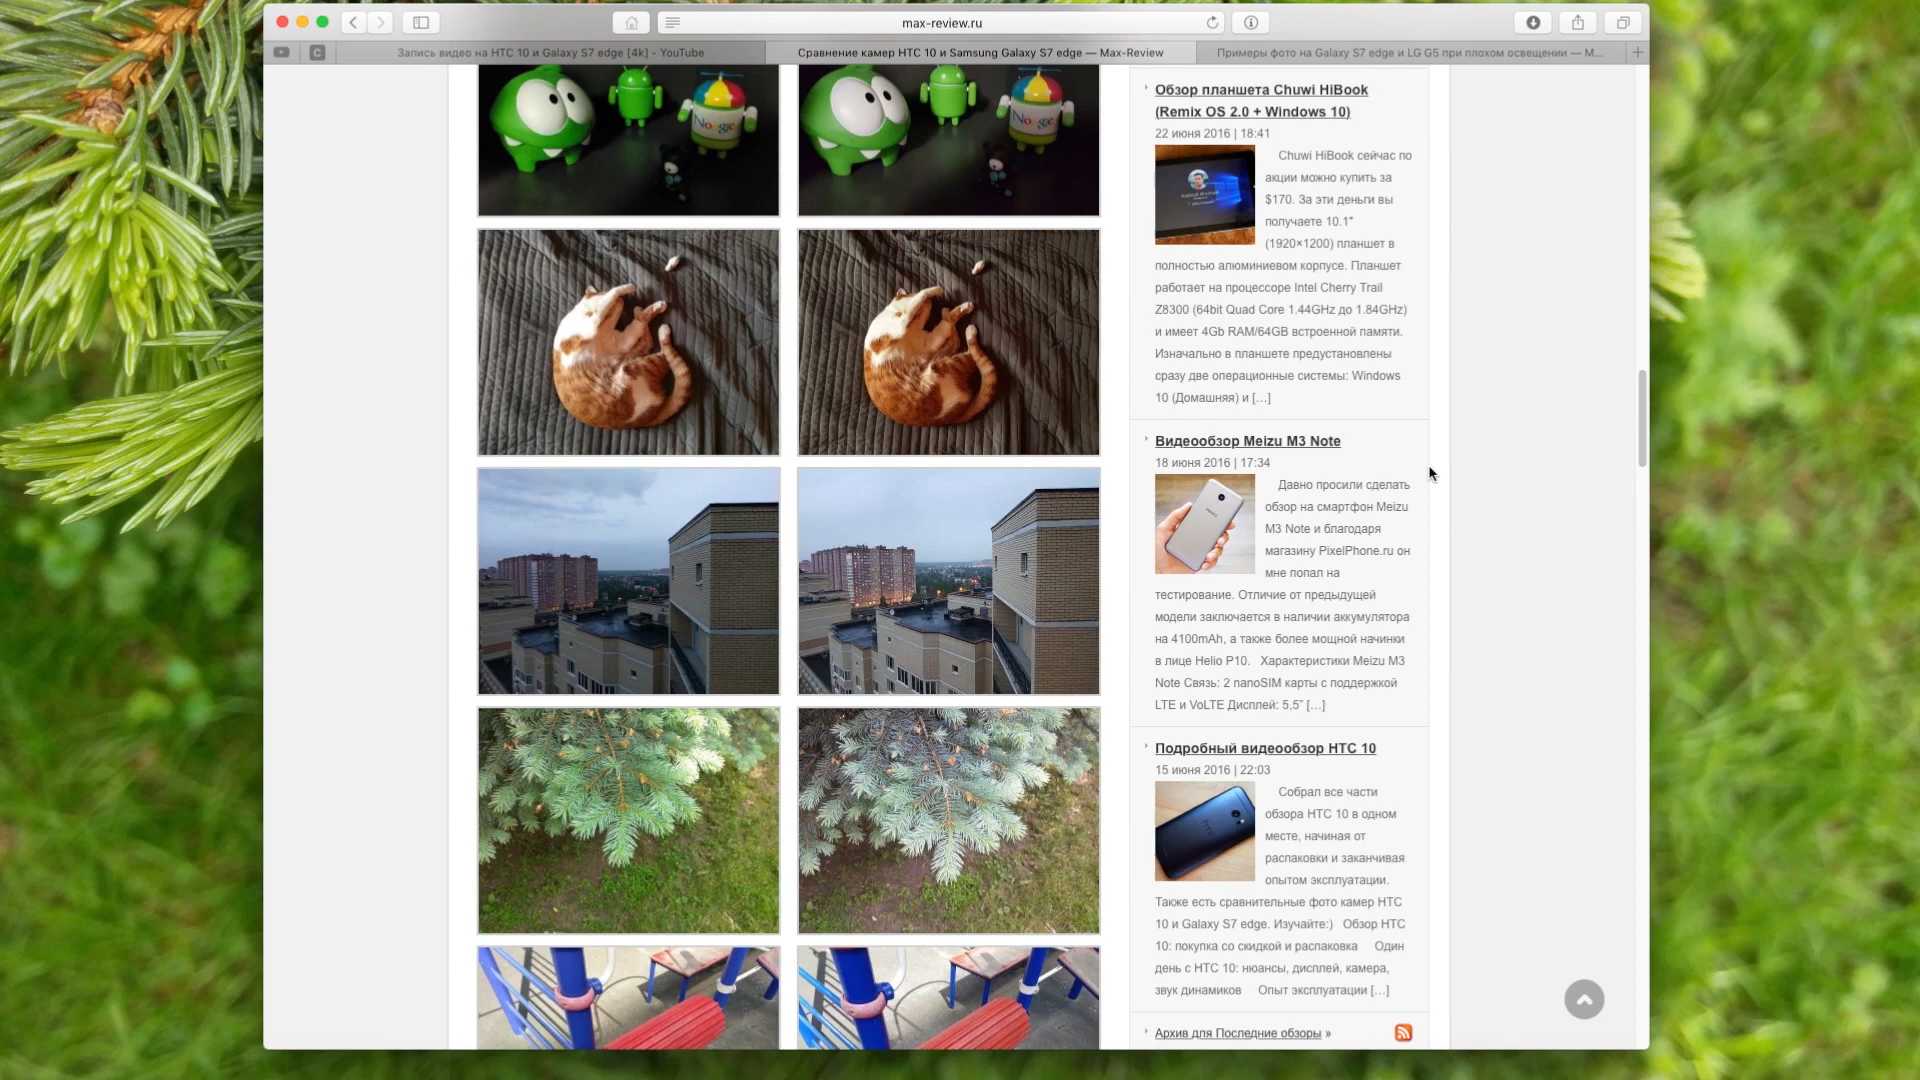 max-review.ru
Запись видео на HTC 10 и Galaxy S7 edge [4k] - YouTube
Сравнение камер HTC 10 и Samsung Galaxy S7 edge — Max-Review
Примеры фото на Galaxy S7 edge и LG G5 при плохом освещении — M...
C
Обзор планшета Chuwi HiBook
(Remix OS 2.0 + Windows 10)
22 июня 2016 | 18:41
Chuwi HiBook сейчас по
акции можно купить за
$170. За эти деньги вы
получаете 10.1″
(1920×1200) планшет в
полностью алюминиевом корпусе. Планшет
работает на процессоре Intel Cherry Trail
Z8300 (64bit Quad Core 1.44GHz до 1.84GHz)
и имеет 4Gb RAM/64GB встроенной памяти.
Изначально в планшете предустановлены
сразу две операционные системы: Windows
10 (Домашняя) и […]
Видеообзор Meizu M3 Note
18 июня 2016 | 17:34
Давно просили сделать
обзор на смартфон Meizu
M3 Note и благодаря
магазину PixelPhone.ru он
мне попал на
тестирование. Отличие от предыдущей
модели заключается в наличии аккумулятора
на 4100mAh, а также более мощной начинки
в лице Helio P10. Характеристики Meizu M3
Note Связь: 2 nanoSIM карты с поддержкой
LTE и VoLTE Дисплей: 5,5″ […]
Подробный видеообзор HTC 10
15 июня 2016 | 22:03
Собрал все части
обзора HTC 10 в одном
месте, начиная от
распаковки и заканчивая
опытом эксплуатации.
Также есть сравнительные фото камер HTC
10 и Galaxy S7 edge. Изучайте:) Обзор HTC
10: покупка со скидкой и распаковка Один
день с HTC 10: нюансы, дисплей, камера,
звук динамиков Опыт эксплуатации […]
Архив для Последние обзоры »